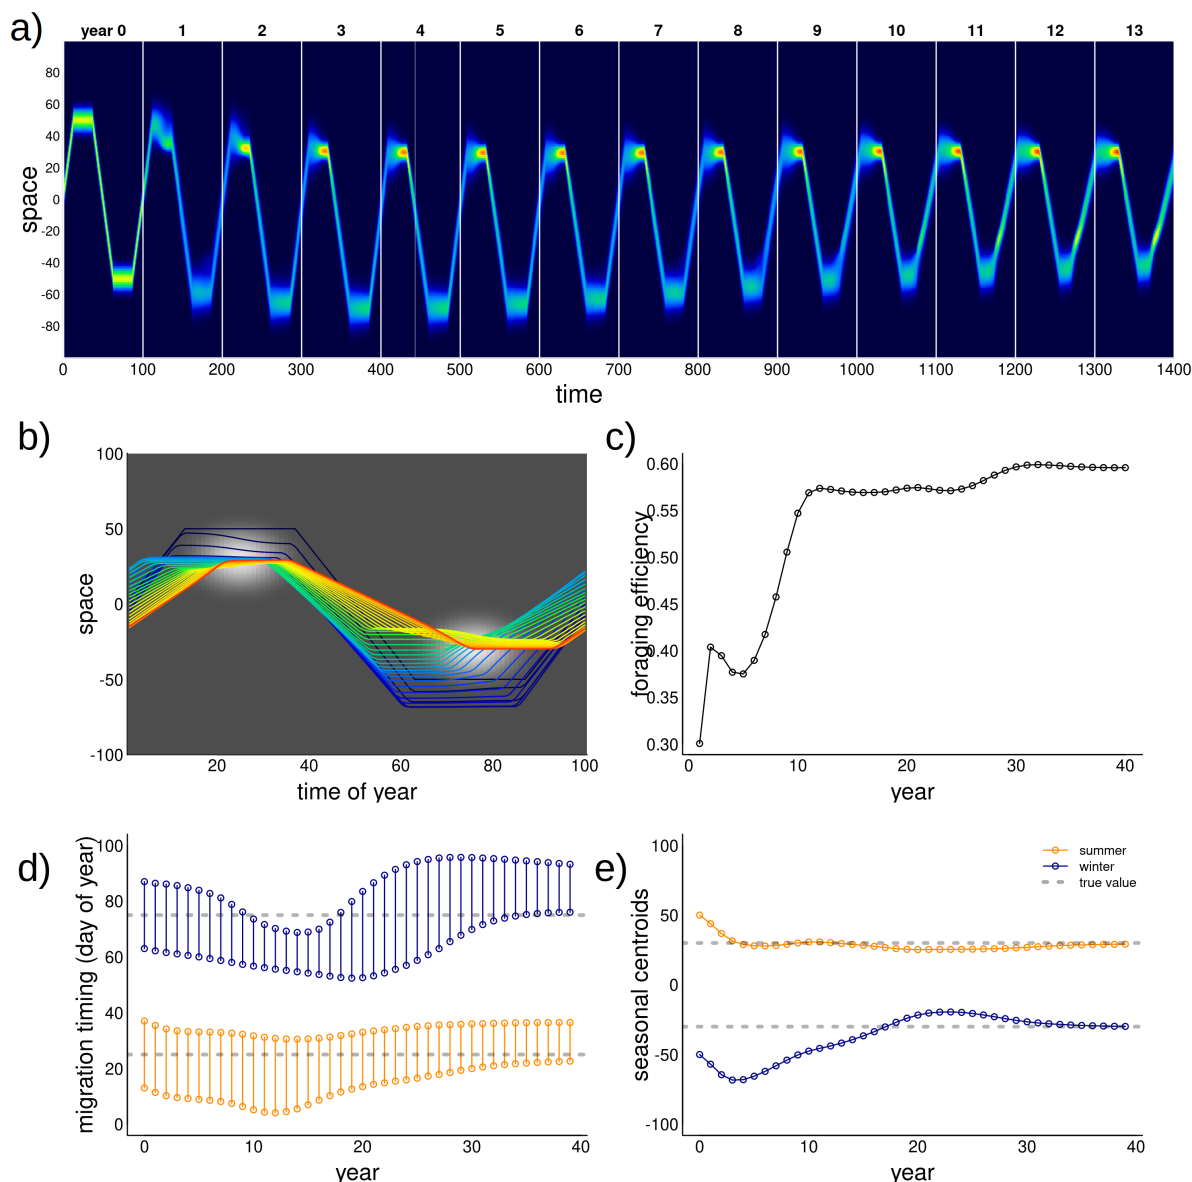 a)
year 0 1 2 3 4 5 6 7 8 9 10 11 12 13
80
60
40
20
0
-20
-40
-60
-80
space
0 100 200 300 400 500 600 700 800 900 1000 1100 1200 1300 1400
time
b)
100
50
0
-50
-100
space
20 40 60 80 100
time of year
c)
0.60
0.55
0.50
0.45
0.40
0.35
0.30
foraging efficiency
0 10 20 30 40
year
d)
100
80
60
40
20
0
migration timing (day of year)
0 10 20 30 40
year
e)
100
50
0
-50
-100
seasonal centroids
summer
winter
true value
0 10 20 30 40
year